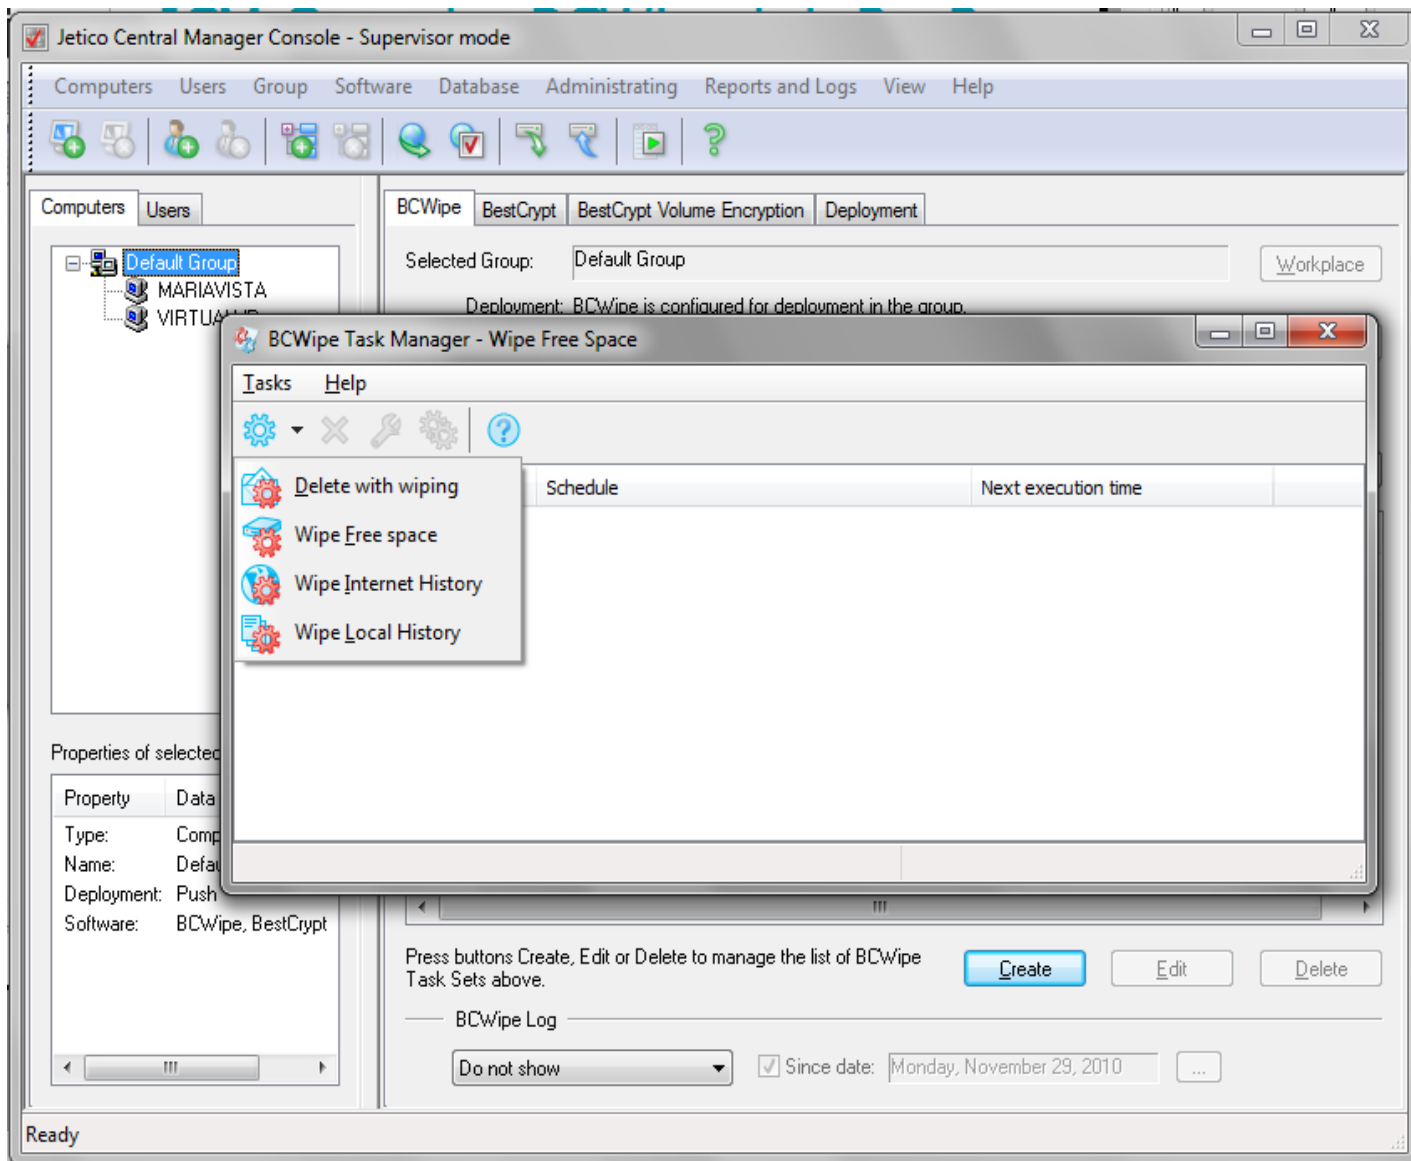 Jetico Central Manager Console - Supervisor mode
Computers Users Group Software Database Administrating Reports and Logs View Help
Computers Users
BCWipe BestCrypt BestCrypt Volume Encryption Deployment
Default Group
MARIAVISTA
Selected Group: Default Group Workplace
Deployment: BCWipe is configured for deployment in the group.
BCWipe Task Manager - Wipe Free Space
Tasks Help
Delete with wiping
Wipe Free space
Wipe Internet History
Wipe Local History
Schedule Next execution time
Properties of selected
Property Data
Type: Comp
Name: Defau
Deployment: Push
Software: BCWipe, BestCrypt
Press buttons Create, Edit or Delete to manage the list of BCWipe
Task Sets above.
Create Edit Delete
BCWipe Log
Do not show Since date: Monday, November 29, 2010 ...
Ready